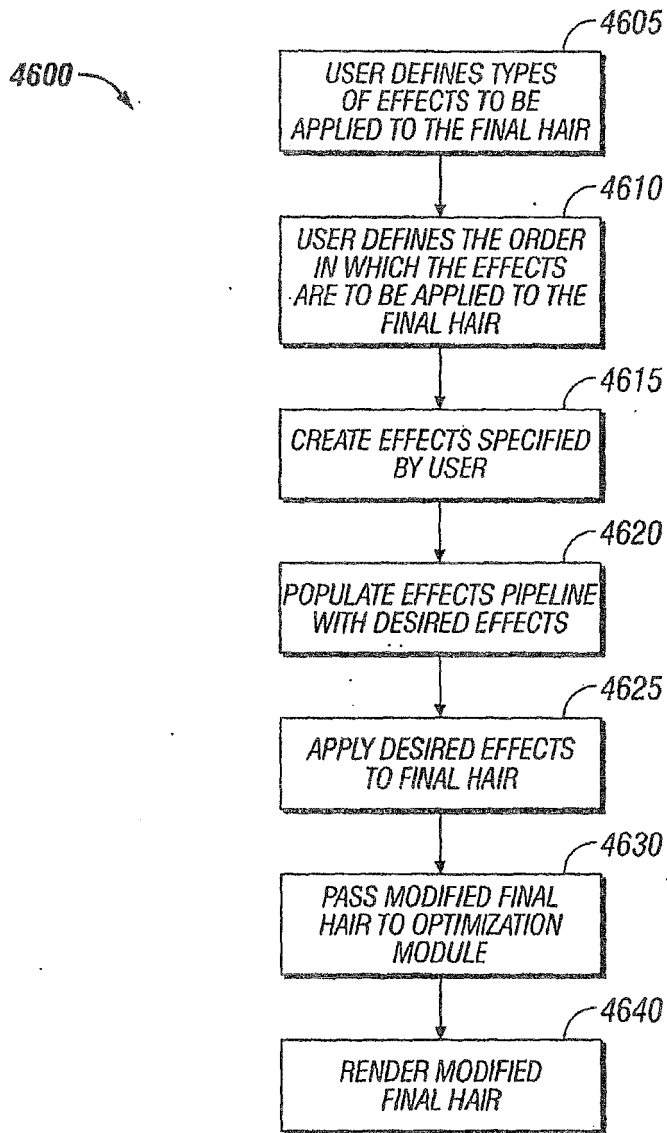 4600
4605
USER DEFINES TYPES
OF EFFECTS TO BE
APPLIED TO THE FINAL HAIR
4610
USER DEFINES THE ORDER
IN WHICH THE EFFECTS
ARE TO BE APPLIED TO THE
FINAL HAIR
4615
CREATE EFFECTS SPECIFIED
BY USER
4620
POPULATE EFFECTS PIPELINE
WITH DESIRED EFFECTS
4625
APPLY DESIRED EFFECTS
TO FINAL HAIR
4630
PASS MODIFIED FINAL
HAIR TO OPTIMIZATION
MODULE
4640
RENDER MODIFIED
FINAL HAIR